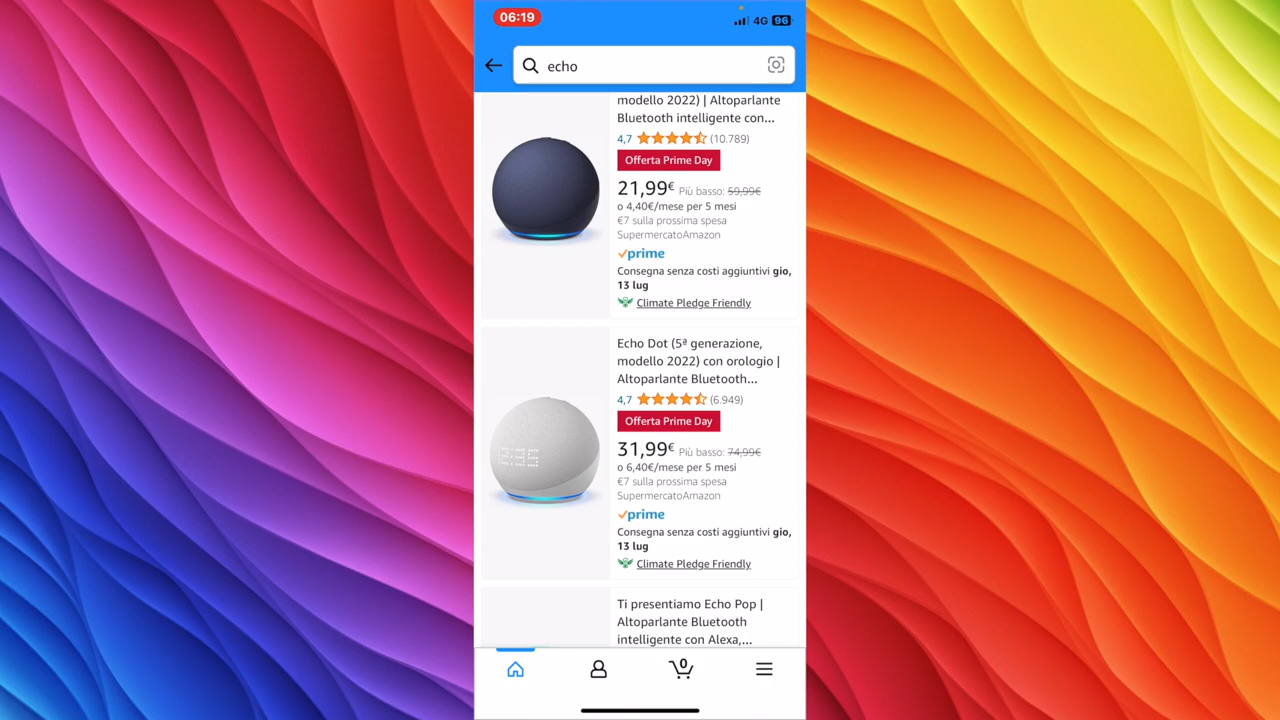 06:19
4G 96
echo
modello 2022) | Altoparlante
Bluetooth intelligente con...
4,7 (10.789)
Offerta Prime Day
21,99€ Più basso: 59,99€
o 4,40€/mese per 5 mesi
€7 sulla prossima spesa
SupermercatoAmazon
prime
Consegna senza costi aggiuntivi gio,
13 lug
Climate Pledge Friendly
Echo Dot (5ª generazione,
modello 2022) con orologio |
Altoparlante Bluetooth...
4,7 (6.949)
Offerta Prime Day
31,99€ Più basso: 74,99€
o 6,40€/mese per 5 mesi
€7 sulla prossima spesa
SupermercatoAmazon
prime
Consegna senza costi aggiuntivi gio,
13 lug
Climate Pledge Friendly
Ti presentiamo Echo Pop |
Altoparlante Bluetooth
intelligente con Alexa,...
0